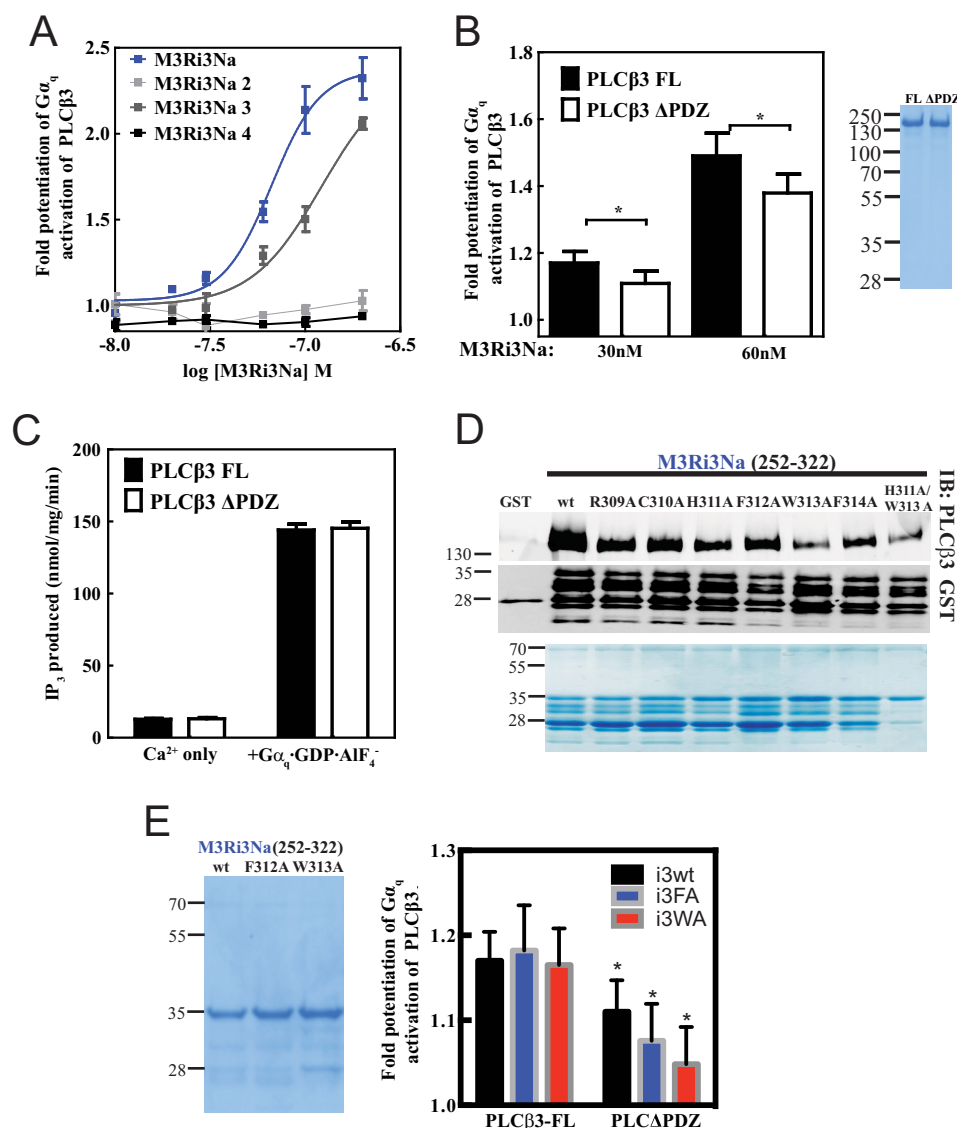 A
Fold potentiation of Gαq
activation of PLCβ3
2.5
2.0
1.5
1.0
M3Ri3Na
M3Ri3Na 2
M3Ri3Na 3
M3Ri3Na 4
-8.0 -7.5 -7.0 -6.5
log [M3Ri3Na] M
B
Fold potentiation of Gαq
activation of PLCβ3
1.8
1.6
1.4
1.2
1.0
PLCβ3 FL
PLCβ3 ΔPDZ
*
*
M3Ri3Na: 30nM 60nM
FL ΔPDZ
250
130
100
70
55
35
28
C
IP3 produced (nmol/mg/min)
200
150
100
50
0
PLCβ3 FL
PLCβ3 ΔPDZ
Ca²⁺ only +Gαq·GDP·AlF4⁻
D
M3Ri3Na (252-322)
GST wt R309A C310A H311A F312A W313A F314A H311A/
W313 A
130
35
28
70
55
35
28
IB: PLCβ3 GST
E
M3Ri3Na(252-322)
wt F312A W313A
70
55
35
28
Fold potentiation of Gαq
activation of PLCβ3.
1.3
1.2
1.1
1.0
i3wt
i3FA
i3WA
* * *
PLCβ3-FL PLCΔPDZ